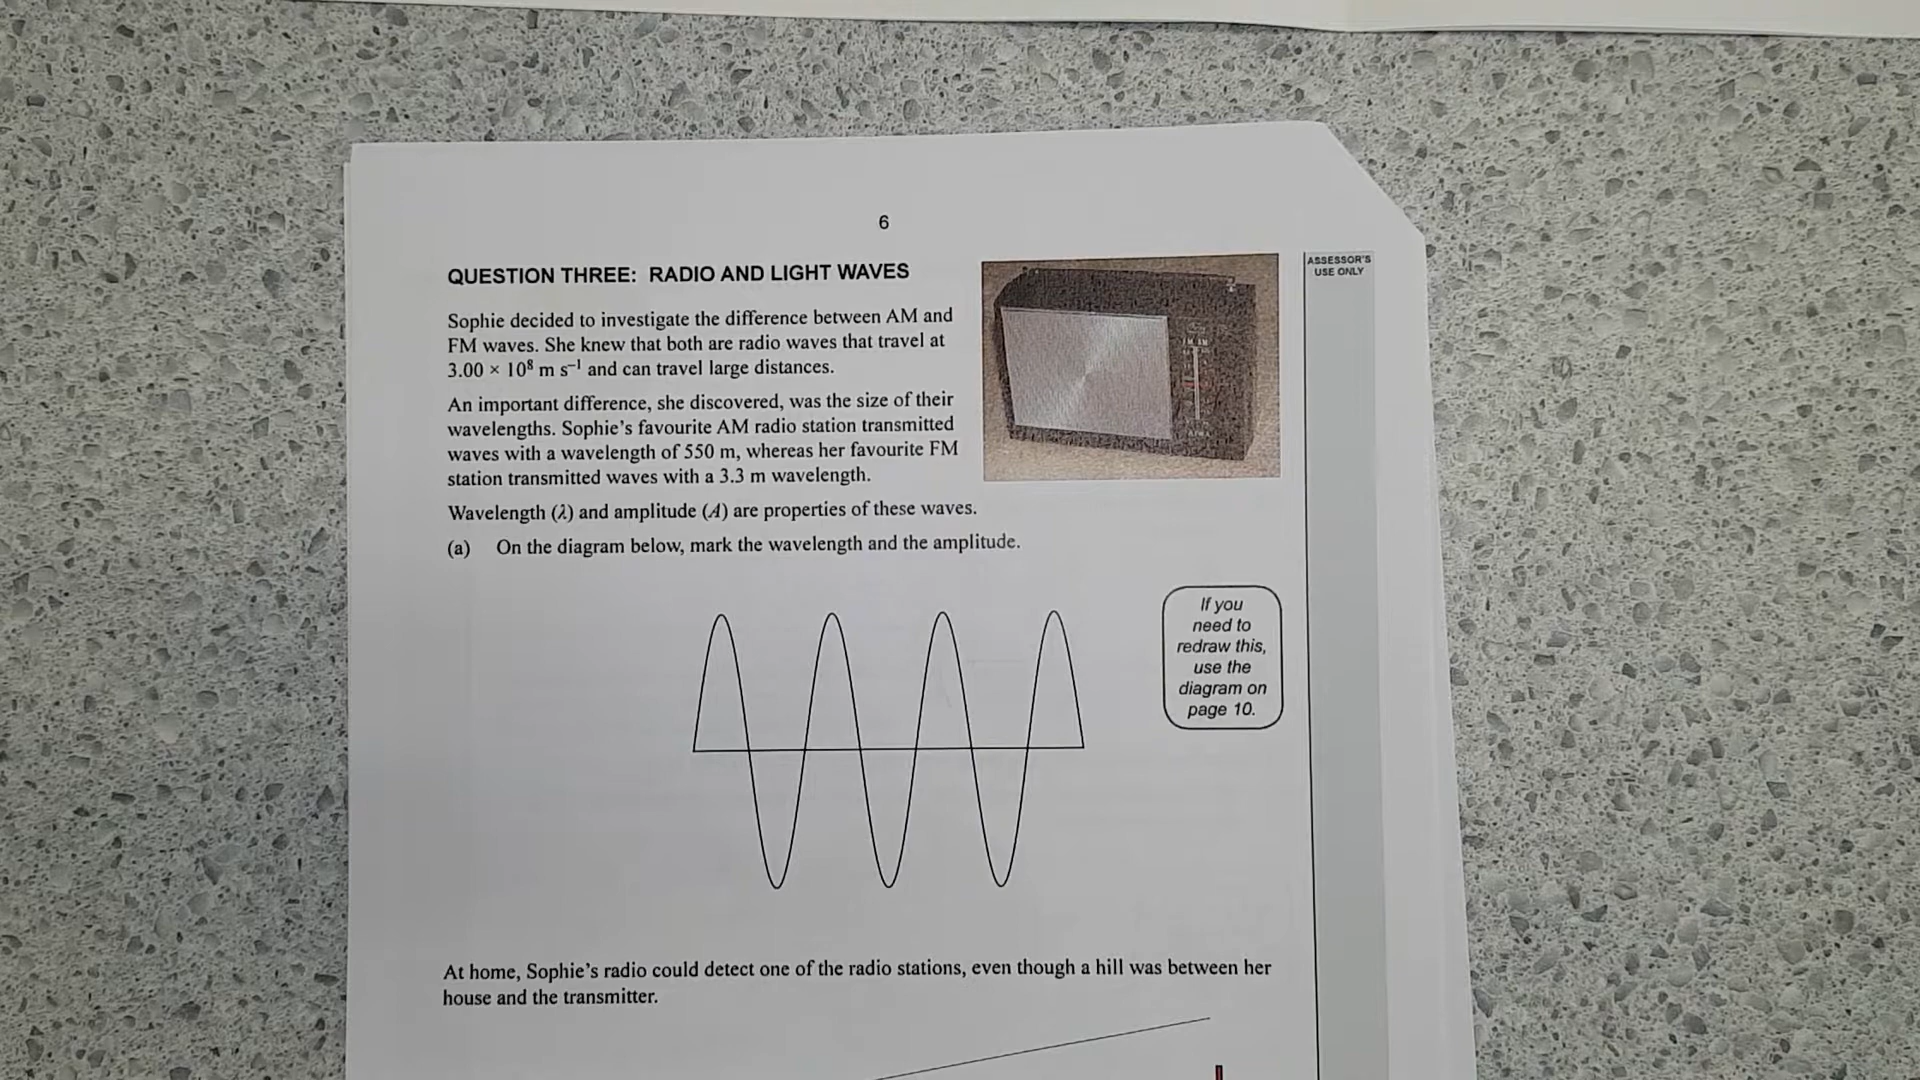 6
QUESTION THREE: RADIO AND LIGHT WAVES
ASSESSOR'S
USE ONLY
Sophie decided to investigate the difference between AM and
FM waves. She knew that both are radio waves that travel at
3.00 × 10⁸ m s⁻¹ and can travel large distances.
An important difference, she discovered, was the size of their
wavelengths. Sophie's favourite AM radio station transmitted
waves with a wavelength of 550 m, whereas her favourite FM
station transmitted waves with a 3.3 m wavelength.
Wavelength (λ) and amplitude (A) are properties of these waves.
(a) On the diagram below, mark the wavelength and the amplitude.
If you
need to
redraw this,
use the
diagram on
page 10.
At home, Sophie's radio could detect one of the radio stations, even though a hill was between her
house and the transmitter.